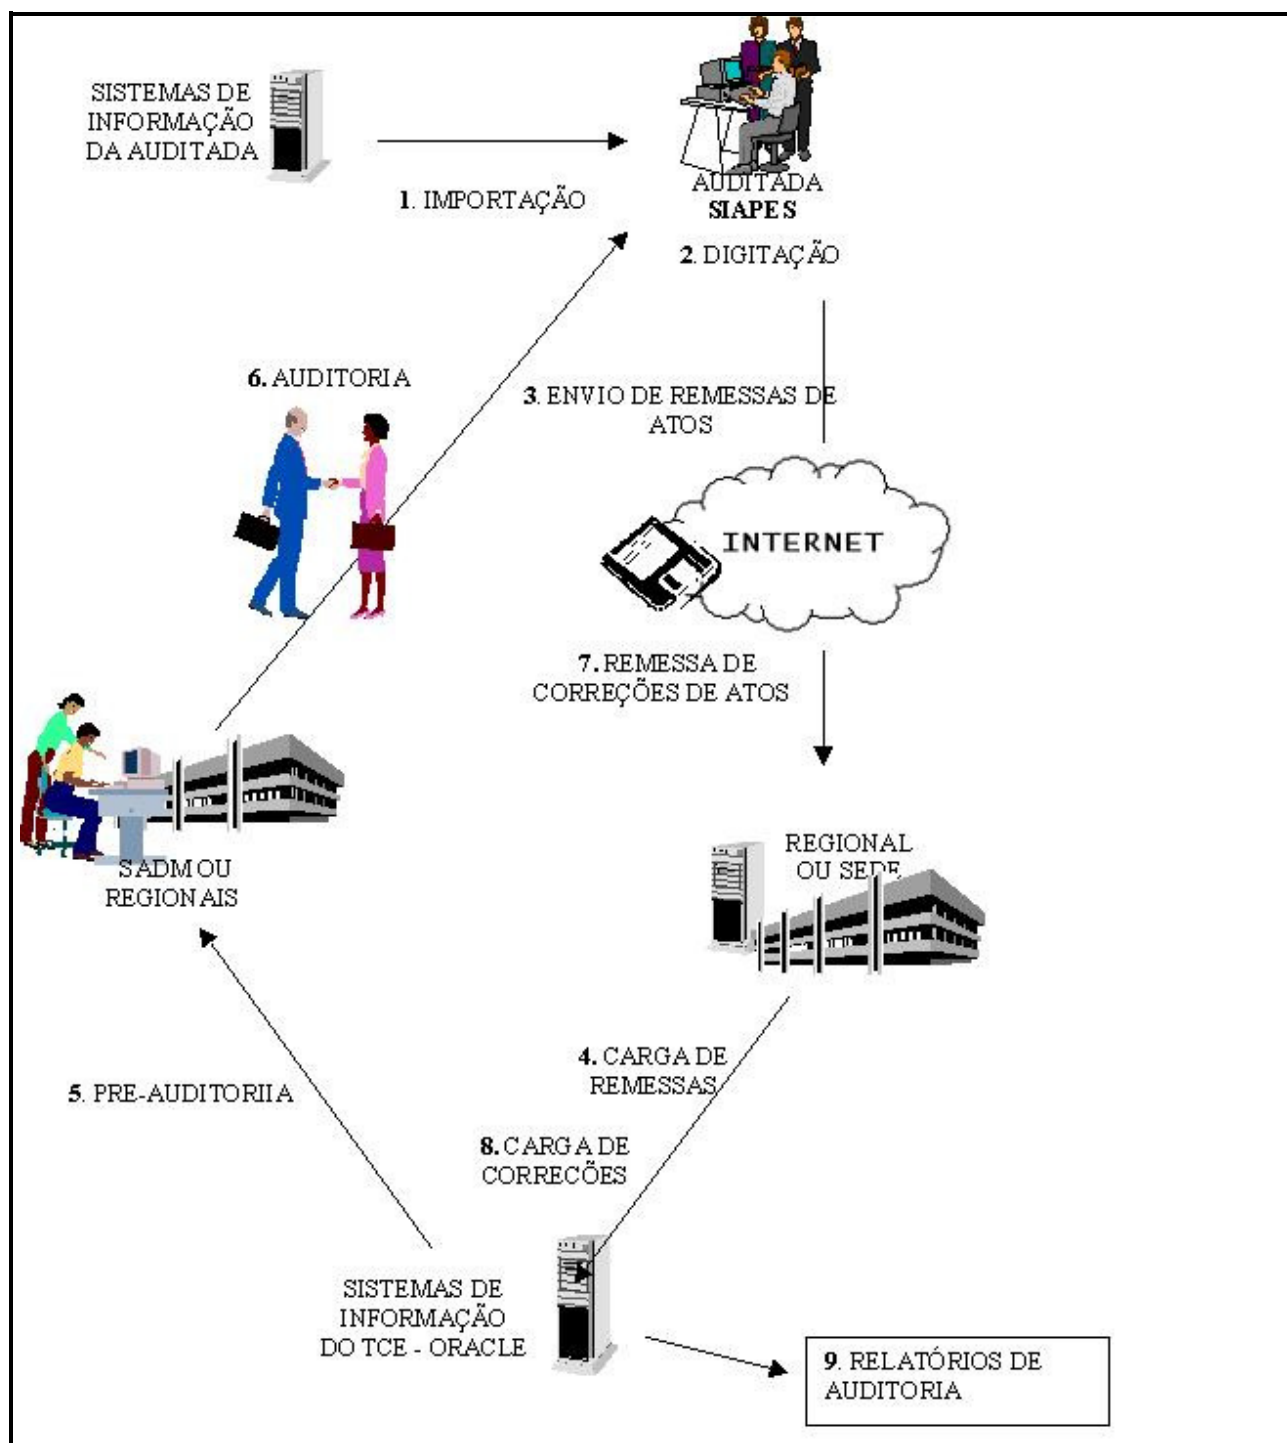 SISTEMAS DE
INFORMAÇÃO
DA AUDITADA
1. IMPORTAÇÃO
AUDITADA
SIAPES
2. DIGITAÇÃO
6. AUDITORIA
3. ENVIO DE REMESSAS DE
ATOS
INTERNET
7. REMESSA DE
CORREÇÕES DE ATOS
SADM OU
REGIONAIS
REGIONAL
OU SEDE
4. CARGA DE
REMESSAS
5. PRE-AUDITORIIA
8. CARGA DE
CORRECÕES
SISTEMAS DE
INFORMAÇÃO
DO TCE - ORACLE
9. RELATÓRIOS DE
AUDITORIA